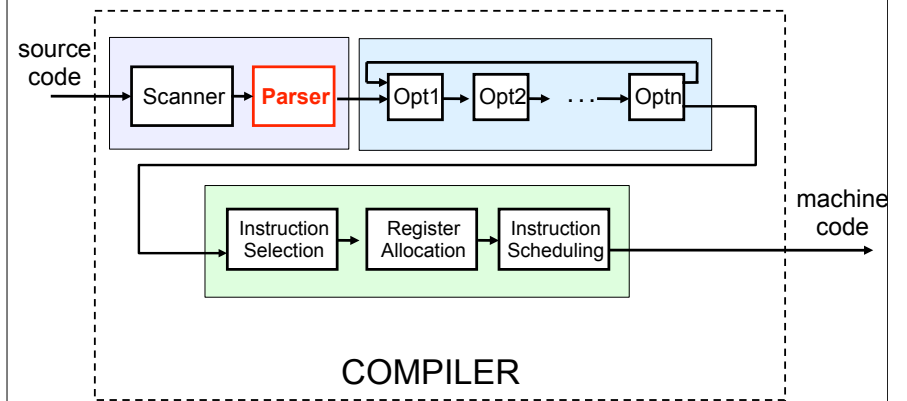 source
code
Scanner
Parser
Opt1
Opt2
...
Optn
Instruction
Selection
Register
Allocation
Instruction
Scheduling
machine
code
COMPILER